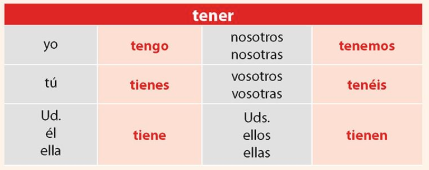 tener
yo
tengo
nosotros
nosotras
tenemos
tú
tienes
vosotros
vosotras
tenéis
Ud.
él
ella
tiene
Uds.
ellos
ellas
tienen